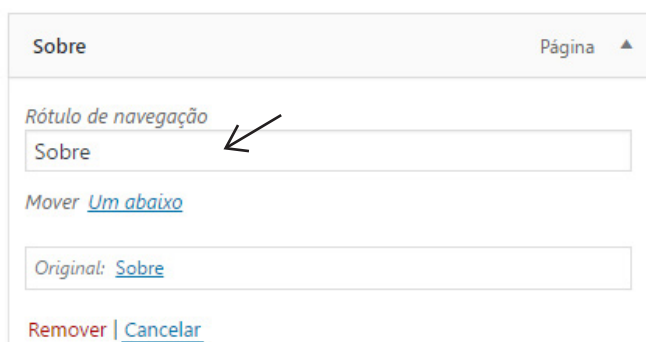 Sobre Página
Rótulo de navegação
Sobre
Mover Um abaixo
Original: Sobre
Remover | Cancelar